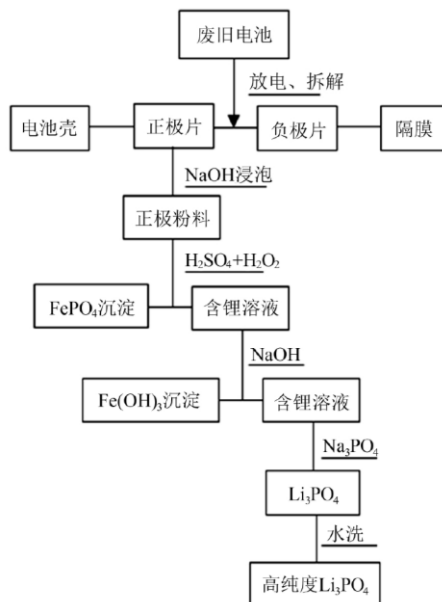 废旧电池
放电、拆解
电池壳
正极片
负极片
隔膜
NaOH浸泡
正极粉料
H₂SO₄+H₂O₂
FePO₄沉淀
含锂溶液
NaOH
Fe(OH)₃沉淀
含锂溶液
Na₃PO₄
Li₃PO₄
水洗
高纯度Li₃PO₄